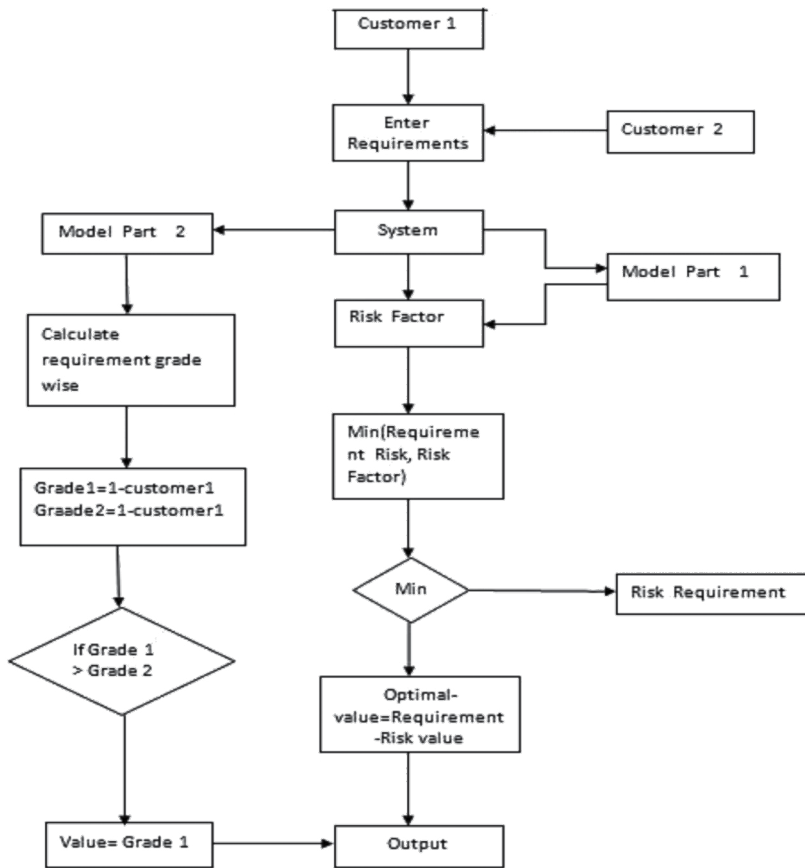 Customer 1
Enter
Requirements
Customer 2
Model Part 2
System
Model Part 1
Risk Factor
Calculate
requirement grade
wise
Min(Requireme
nt Risk, Risk
Factor)
Grade1=1-customer1
Graade2=1-customer1
Min
Risk Requirement
If Grade 1
> Grade 2
Optimal-
value=Requirement
-Risk value
Value= Grade 1
Output